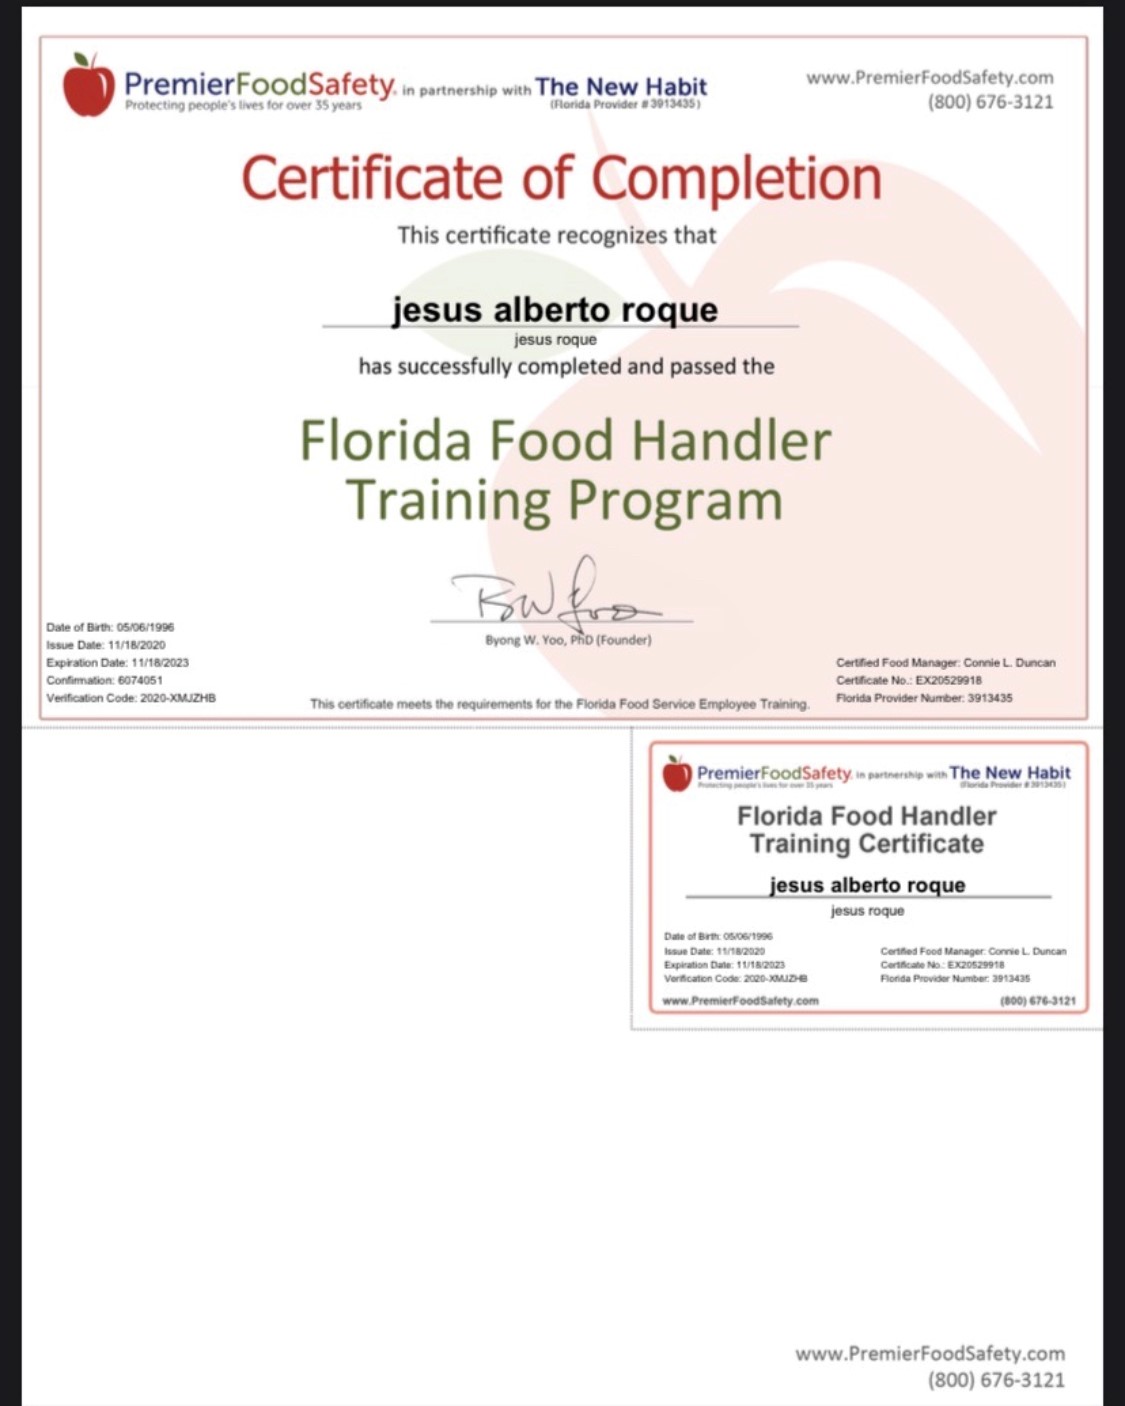 PremierFoodSafety. in partnership with The New Habit
Protecting people's lives for over 35 years
(Florida Provider # 3913435)
www.PremierFoodSafety.com
(800) 676-3121
Certificate of Completion
This certificate recognizes that
jesus alberto roque
jesus roque
has successfully completed and passed the
Florida Food Handler
Training Program
Byong W. Yoo, PhD (Founder)
Date of Birth: 05/06/1996
Issue Date: 11/18/2020
Expiration Date: 11/18/2023
Confirmation: 6074051
Verification Code: 2020-XMJZHB
This certificate meets the requirements for the Florida Food Service Employee Training.
Certified Food Manager: Connie L. Duncan
Certificate No.: EX20529918
Florida Provider Number: 3913435
PremierFoodSafety. in partnership with The New Habit
Protecting people's lives for over 35 years
(Florida Provider # 3913435)
Florida Food Handler
Training Certificate
jesus alberto roque
jesus roque
Date of Birth: 05/06/1996
Issue Date: 11/18/2020
Expiration Date: 11/18/2023
Verification Code: 2020-XMJZHB
Certified Food Manager: Connie L. Duncan
Certificate No.: EX20529918
Florida Provider Number: 3913435
www.PremierFoodSafety.com
(800) 676-3121
www.PremierFoodSafety.com
(800) 676-3121